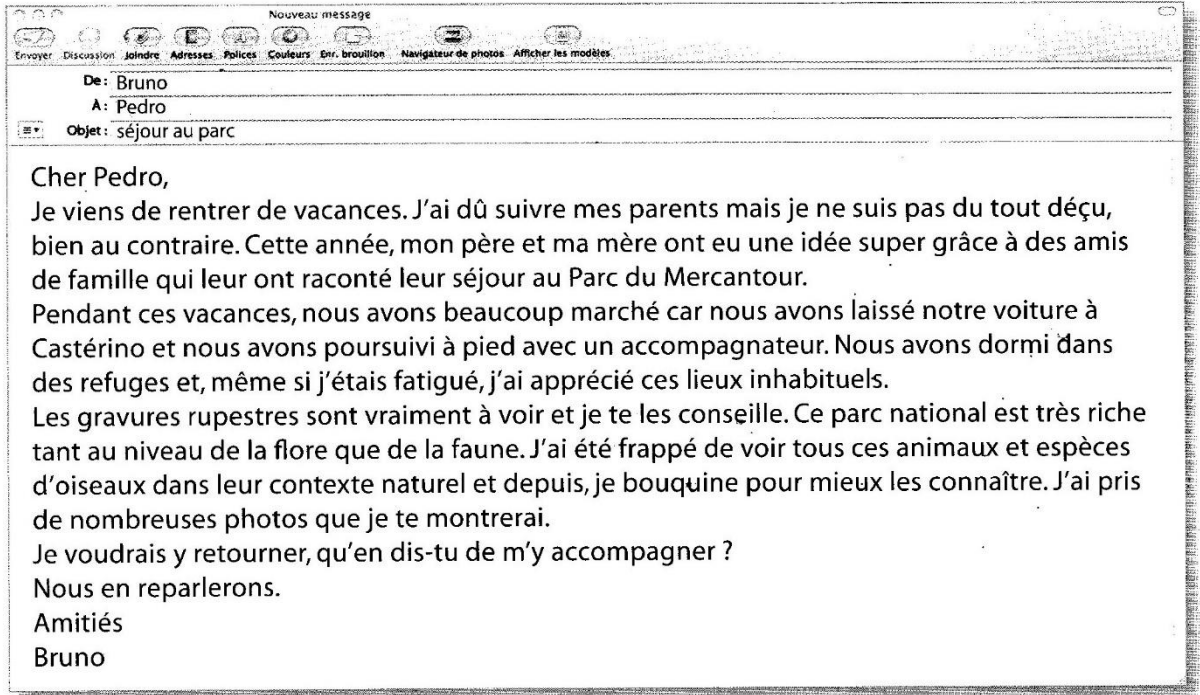 Nouveau message
Envoyer Discussion Joindre Adresses Polices Couleurs Enr. brouillon Navigateur de photos Afficher les modèles
De: Bruno
A: Pedro
Objet: séjour au parc
Cher Pedro,
Je viens de rentrer de vacances. J'ai dû suivre mes parents mais je ne suis pas du tout déçu,
bien au contraire. Cette année, mon père et ma mère ont eu une idée super grâce à des amis
de famille qui leur ont raconté leur séjour au Parc du Mercantour.
Pendant ces vacances, nous avons beaucoup marché car nous avons laissé notre voiture à
Castérino et nous avons poursuivi à pied avec un accompagnateur. Nous avons dormi dans
des refuges et, même si j'étais fatigué, j'ai apprécié ces lieux inhabituels.
Les gravures rupestres sont vraiment à voir et je te les conseille. Ce parc national est très riche
tant au niveau de la flore que de la faune. J'ai été frappé de voir tous ces animaux et espèces
d'oiseaux dans leur contexte naturel et depuis, je bouquine pour mieux les connaître. J'ai pris
de nombreuses photos que je te montrerai.
Je voudrais y retourner, qu'en dis-tu de m'y accompagner ?
Nous en reparlerons.
Amitiés
Bruno